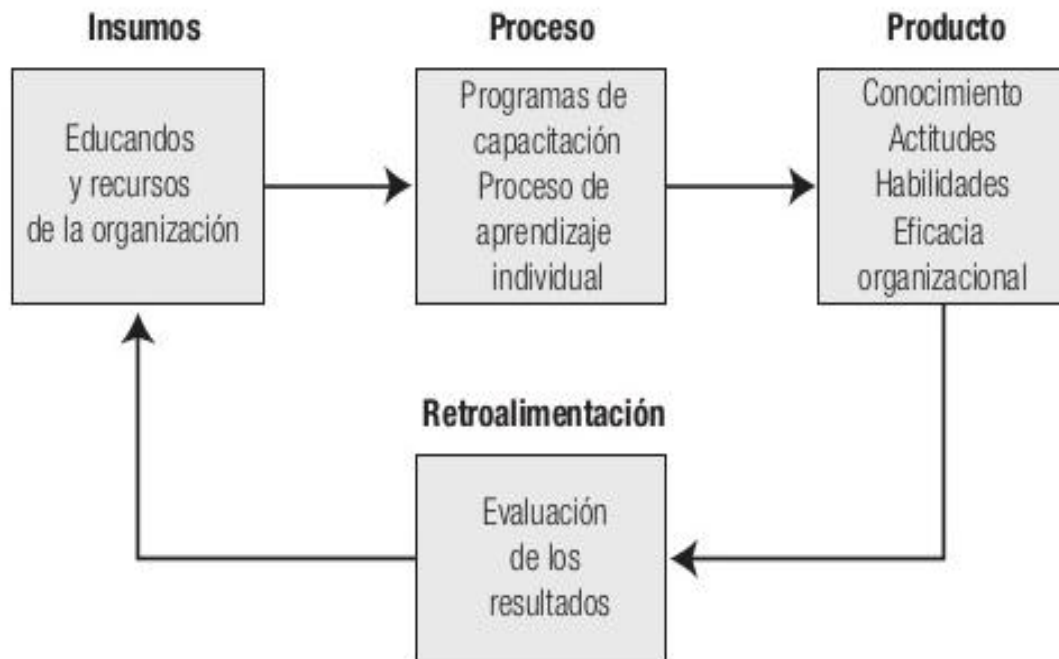 Insumos
Educandos
y recursos
de la organización
Proceso
Programas de
capacitación
Proceso de
aprendizaje
individual
Producto
Conocimiento
Actitudes
Habilidades
Eficacia
organizacional
Retroalimentación
Evaluación
de los
resultados